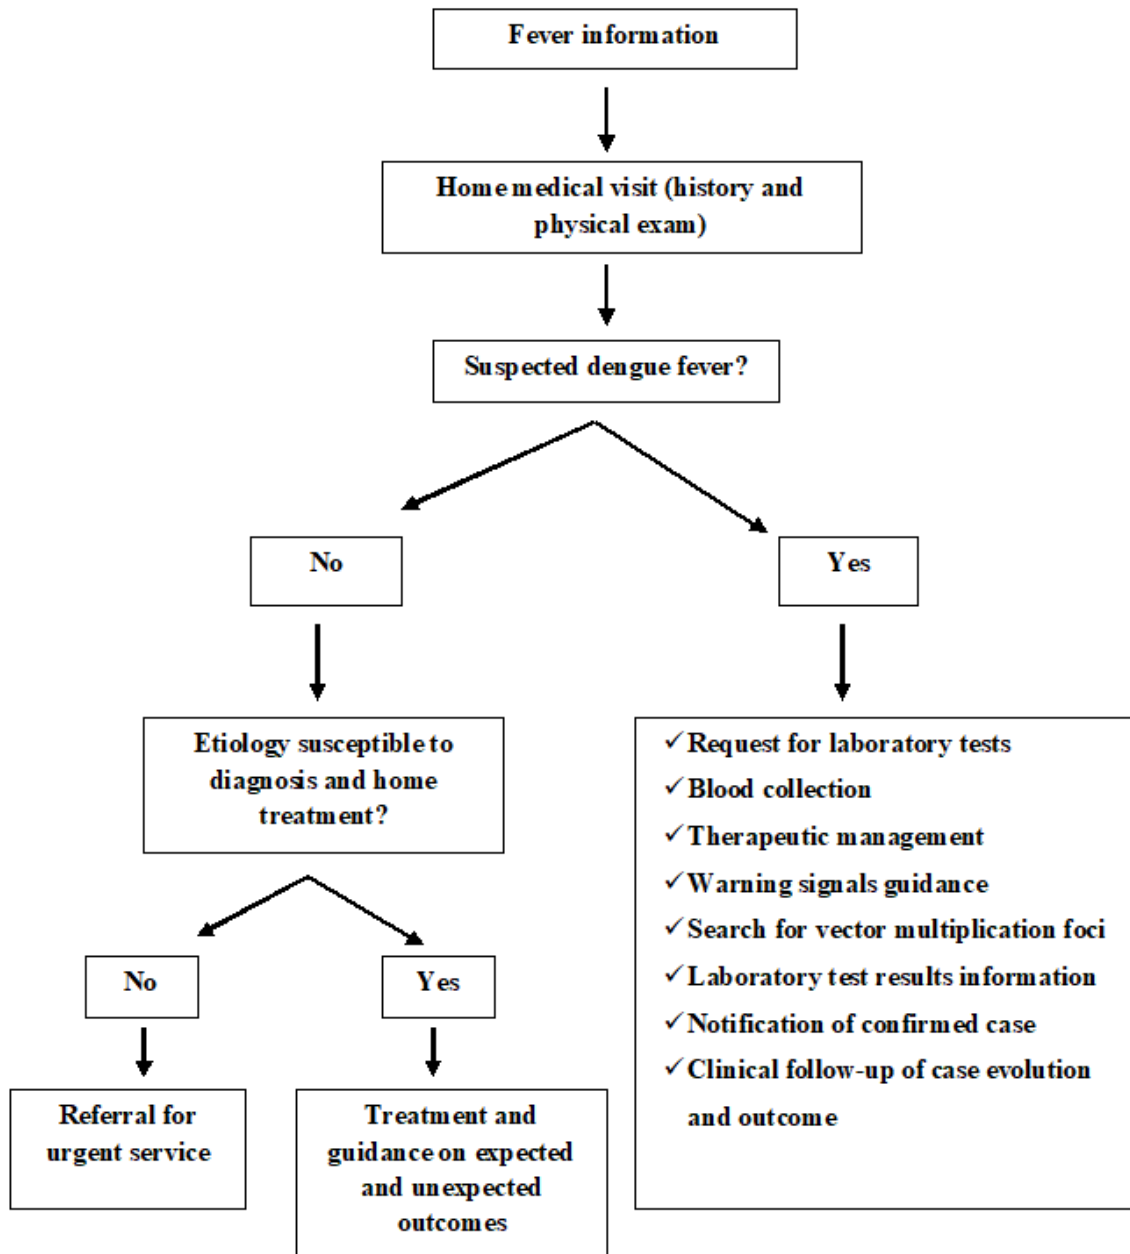 Fever information
Home medical visit (history and
physical exam)
Suspected dengue fever?
No
Yes
Etiology susceptible to
diagnosis and home
treatment?
✓Request for laboratory tests
✓Blood collection
✓Therapeutic management
✓Warning signals guidance
✓Search for vector multiplication foci
✓Laboratory test results information
✓Notification of confirmed case
✓Clinical follow-up of case evolution
and outcome
No
Yes
Referral for
urgent service
Treatment and
guidance on expected
and unexpected
outcomes